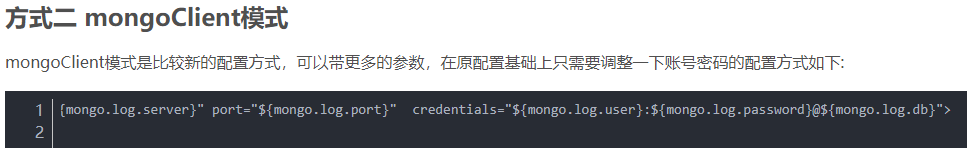 方式二 mongoClient模式
mongoClient模式是比较新的配置方式，可以带更多的参数，在原配置基础上只需要调整一下账号密码的配置方式如下:
1 {mongo.log.server}" port="${mongo.log.port}"  credentials="${mongo.log.user}:${mongo.log.password}@${mongo.log.db}">
2